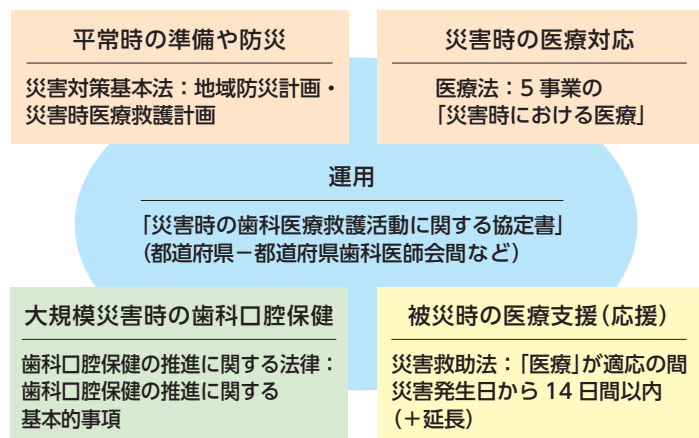 平常時の準備や防災
災害対策基本法：地域防災計画・
災害時医療救護計画
災害時の医療対応
医療法：5 事業の
「災害時における医療」
運用
「災害時の歯科医療救護活動に関する協定書」
（都道府県－都道府県歯科医師会間など）
大規模災害時の歯科口腔保健
歯科口腔保健の推進に関する法律：
歯科口腔保健の推進に関する
基本的事項
被災時の医療支援（応援）
災害救助法：「医療」が適応の間
災害発生日から 14 日間以内
（＋延長）